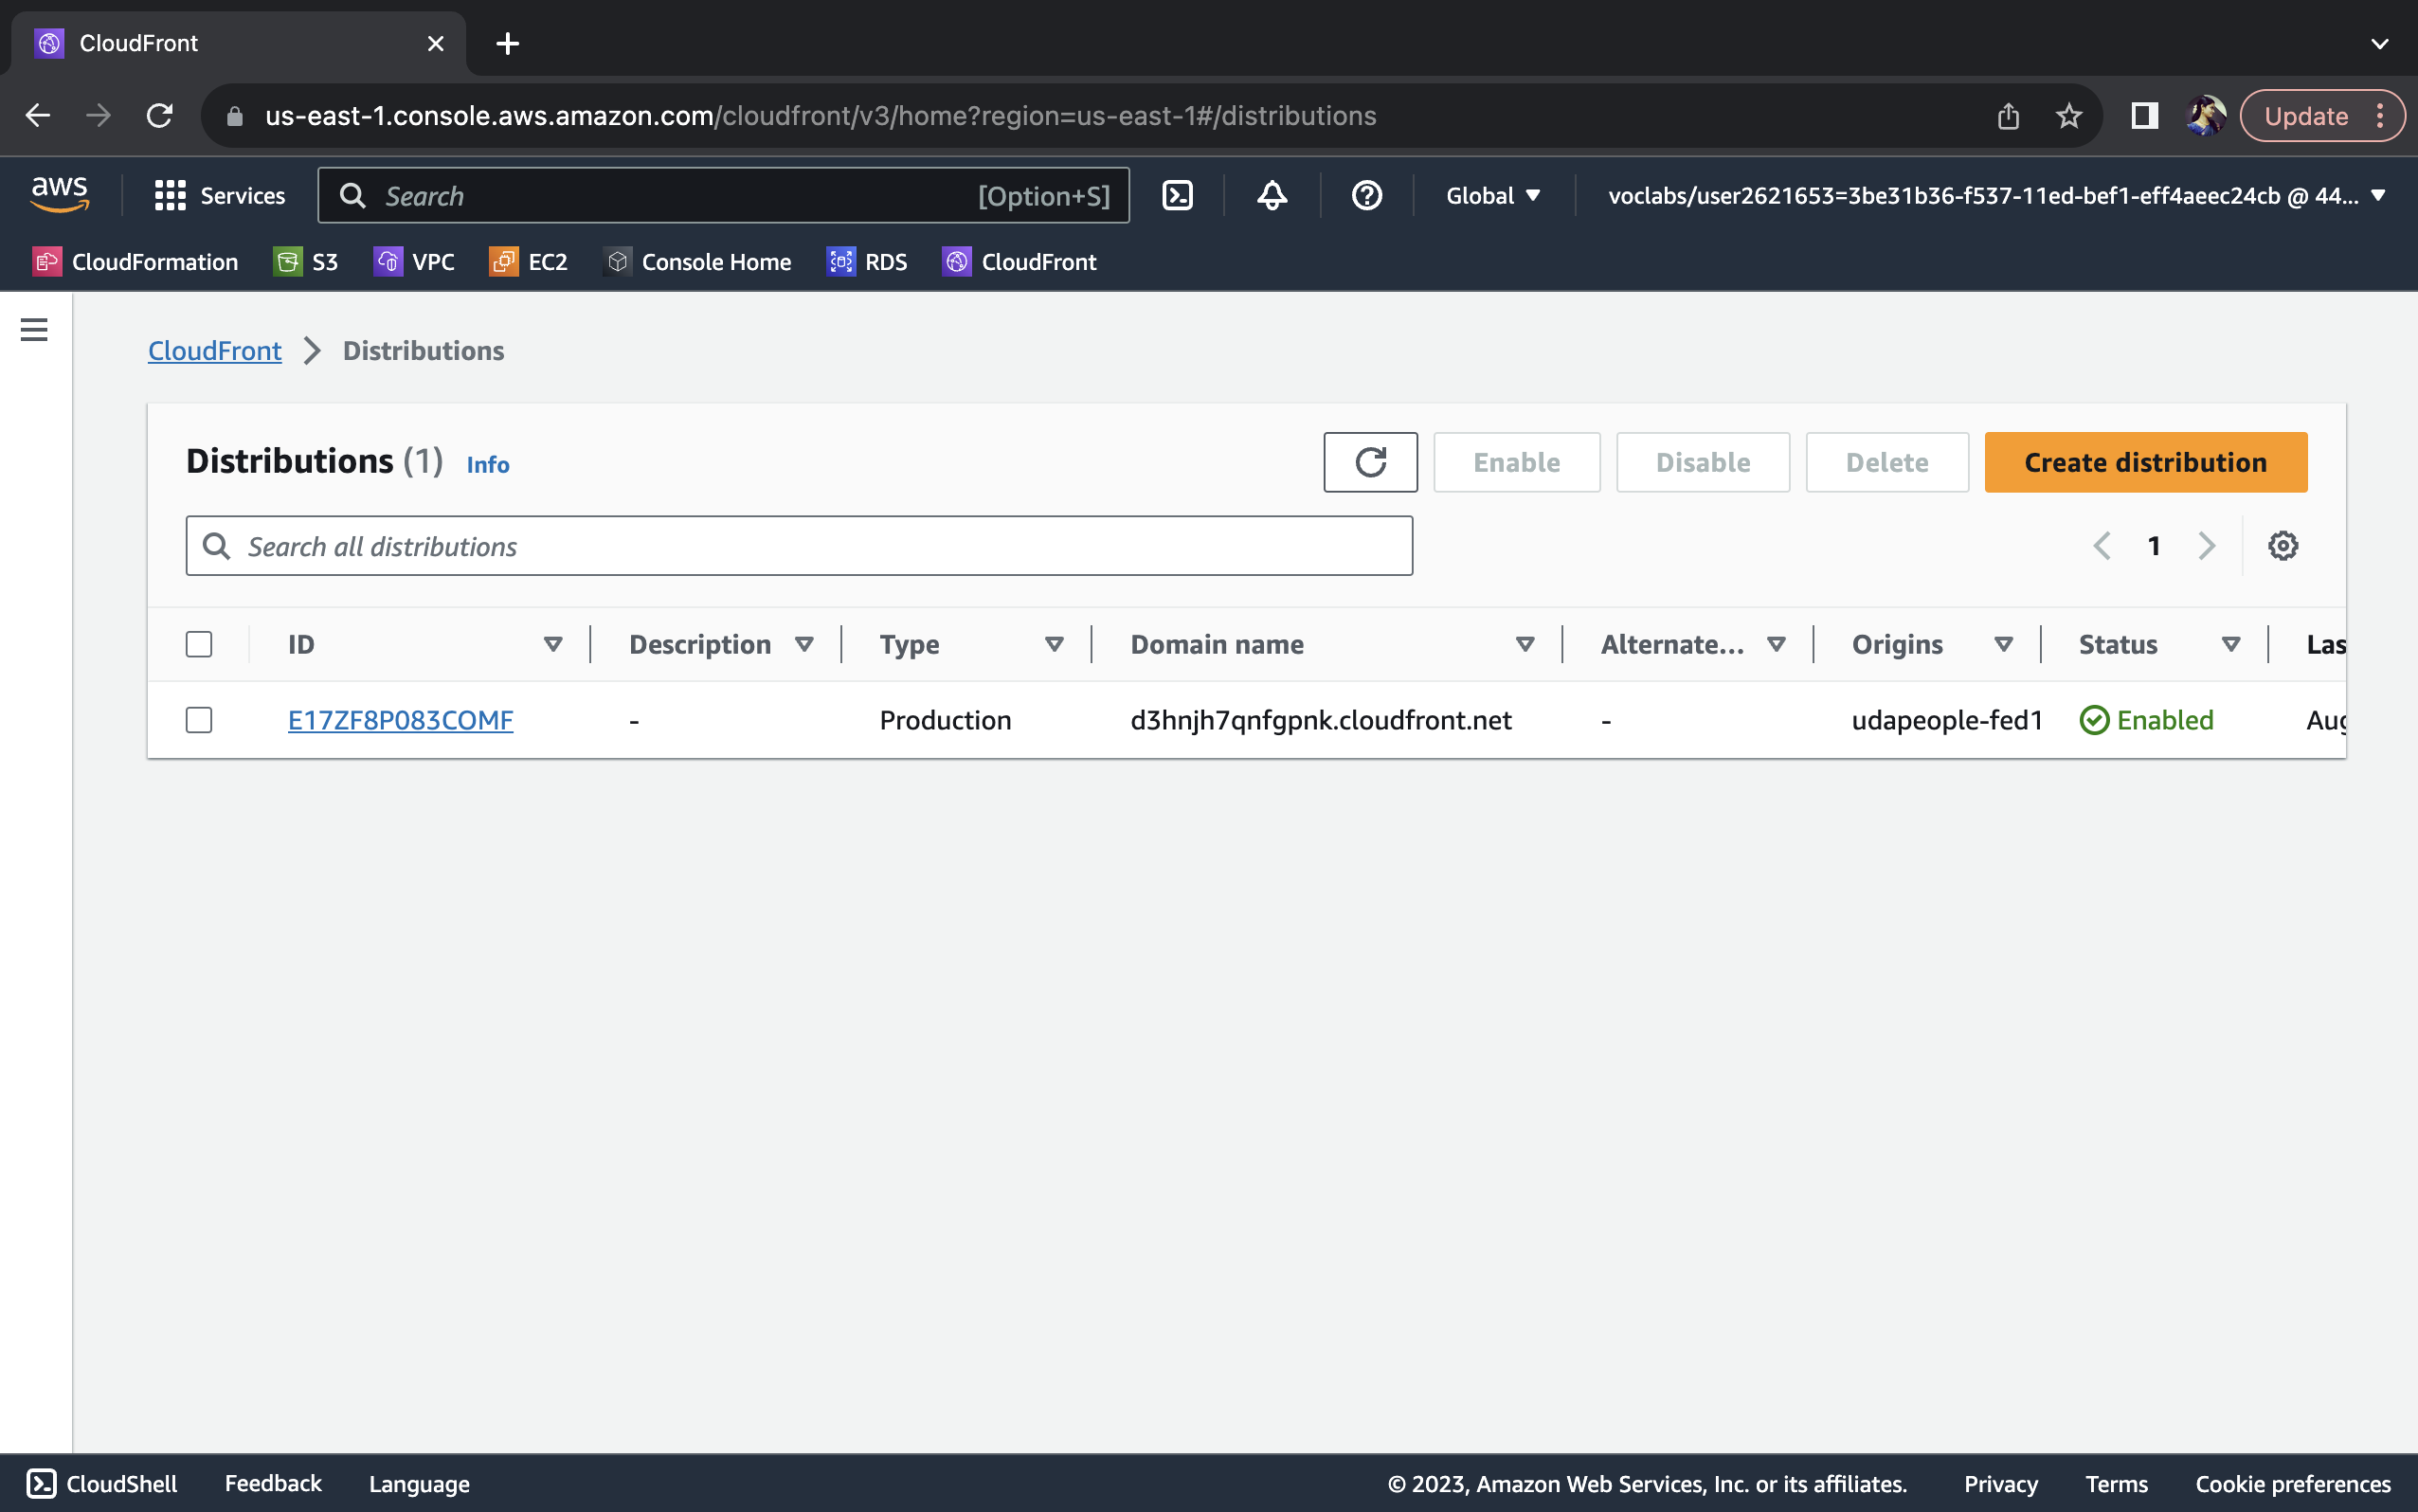 CloudFront
us-east-1.console.aws.amazon.com/cloudfront/v3/home?region=us-east-1#/distributions
Update
aws
Services
Search
[Option+S]
Global
voclabs/user2621653=3be31b36-f537-11ed-bef1-eff4aeec24cb @ 44...
CloudFormation
S3
VPC
EC2
Console Home
RDS
CloudFront
CloudFront
Distributions
Distributions (1)
Info
Enable
Disable
Delete
Create distribution
Search all distributions
1
ID
Description
Type
Domain name
Alternate...
Origins
Status
Las
E17ZF8P083COMF
-
Production
d3hnjh7qnfgpnk.cloudfront.net
-
udapeople-fed1
Enabled
Aug
CloudShell
Feedback
Language
© 2023, Amazon Web Services, Inc. or its affiliates.
Privacy
Terms
Cookie preferences